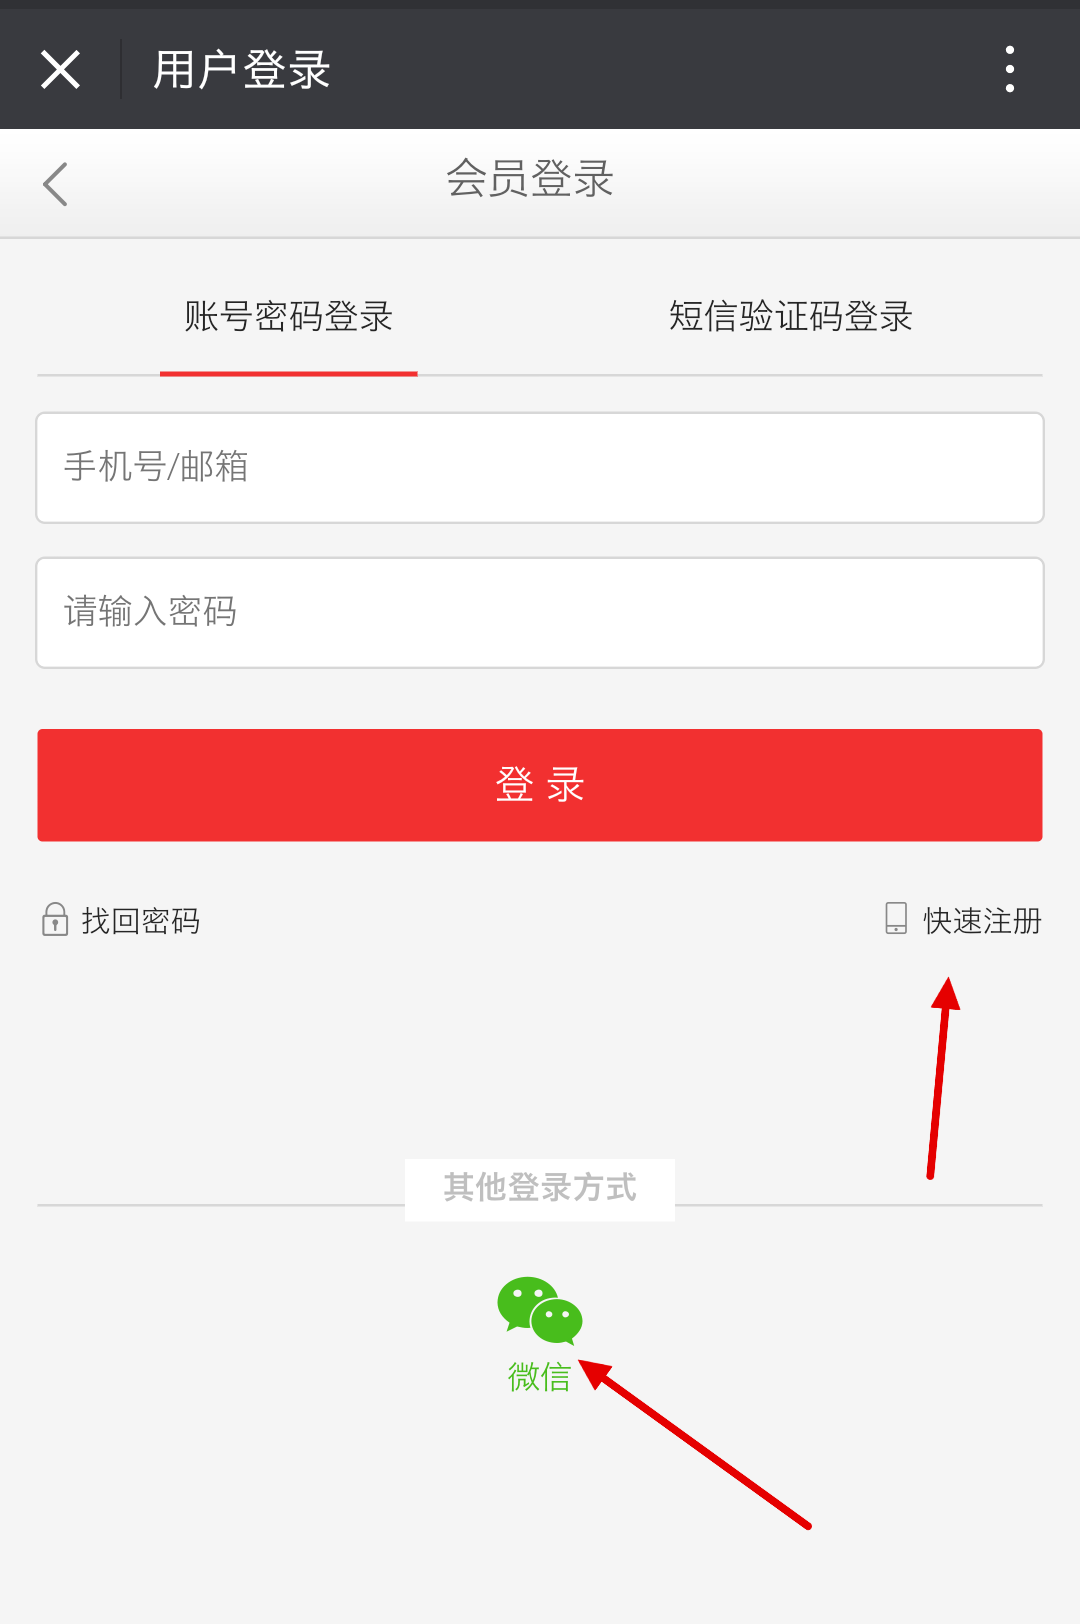 用户登录
会员登录
账号密码登录
短信验证码登录
手机号/邮箱
请输入密码
登 录
找回密码
快速注册
其他登录方式
微信